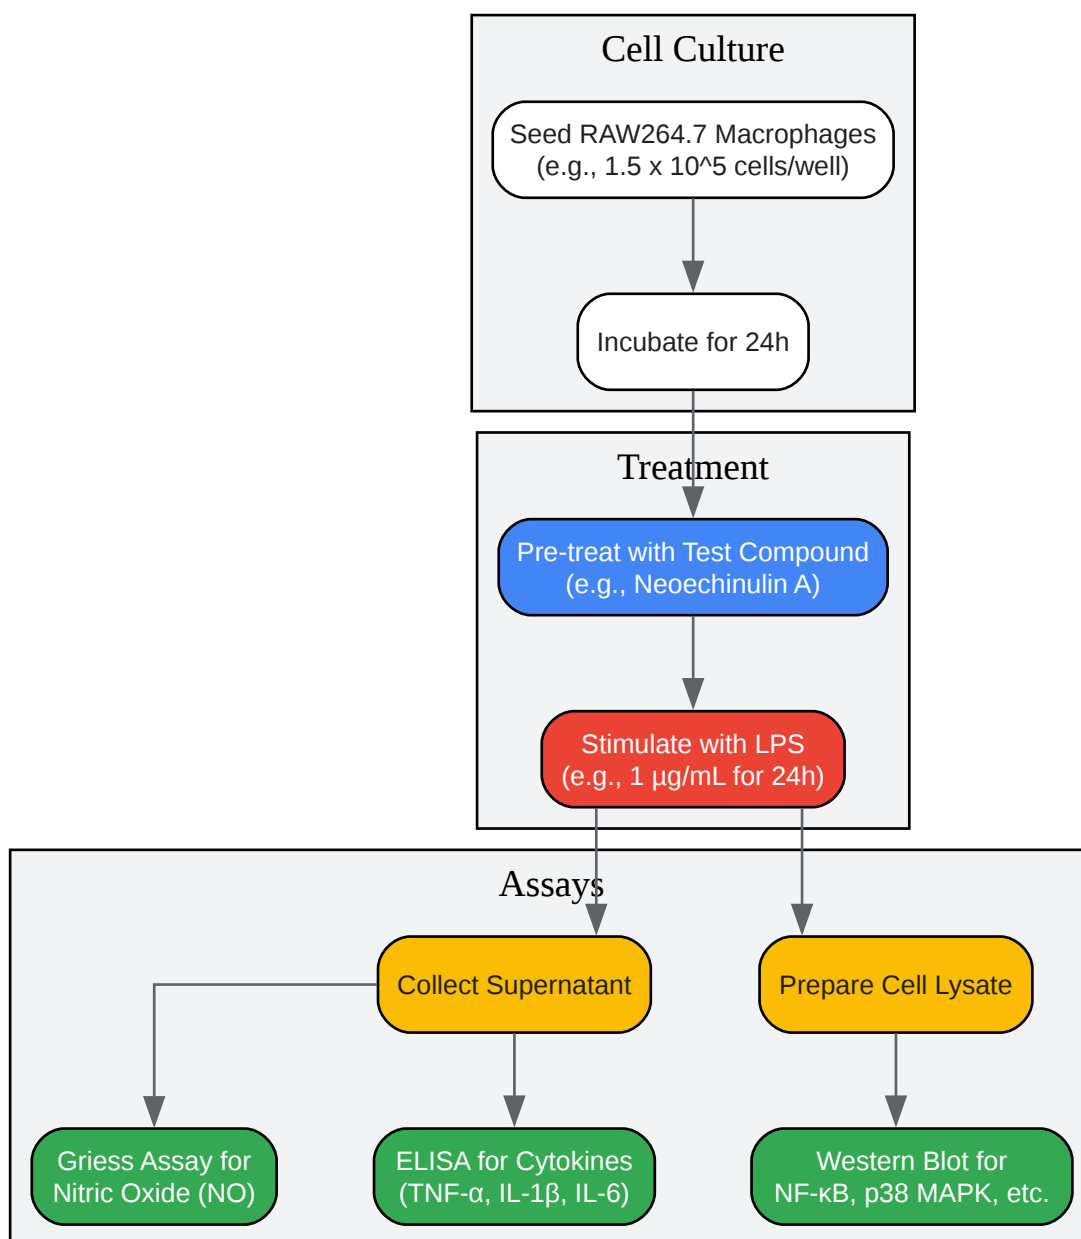 Cell Culture
Seed RAW264.7 Macrophages
(e.g., 1.5 x 10^5 cells/well)
Incubate for 24h
Treatment
Pre-treat with Test Compound
(e.g., Neoechinulin A)
Stimulate with LPS
(e.g., 1 µg/mL for 24h)
Assays
Collect Supernatant
Prepare Cell Lysate
Griess Assay for
Nitric Oxide (NO)
ELISA for Cytokines
(TNF-α, IL-1β, IL-6)
Western Blot for
NF-κB, p38 MAPK, etc.